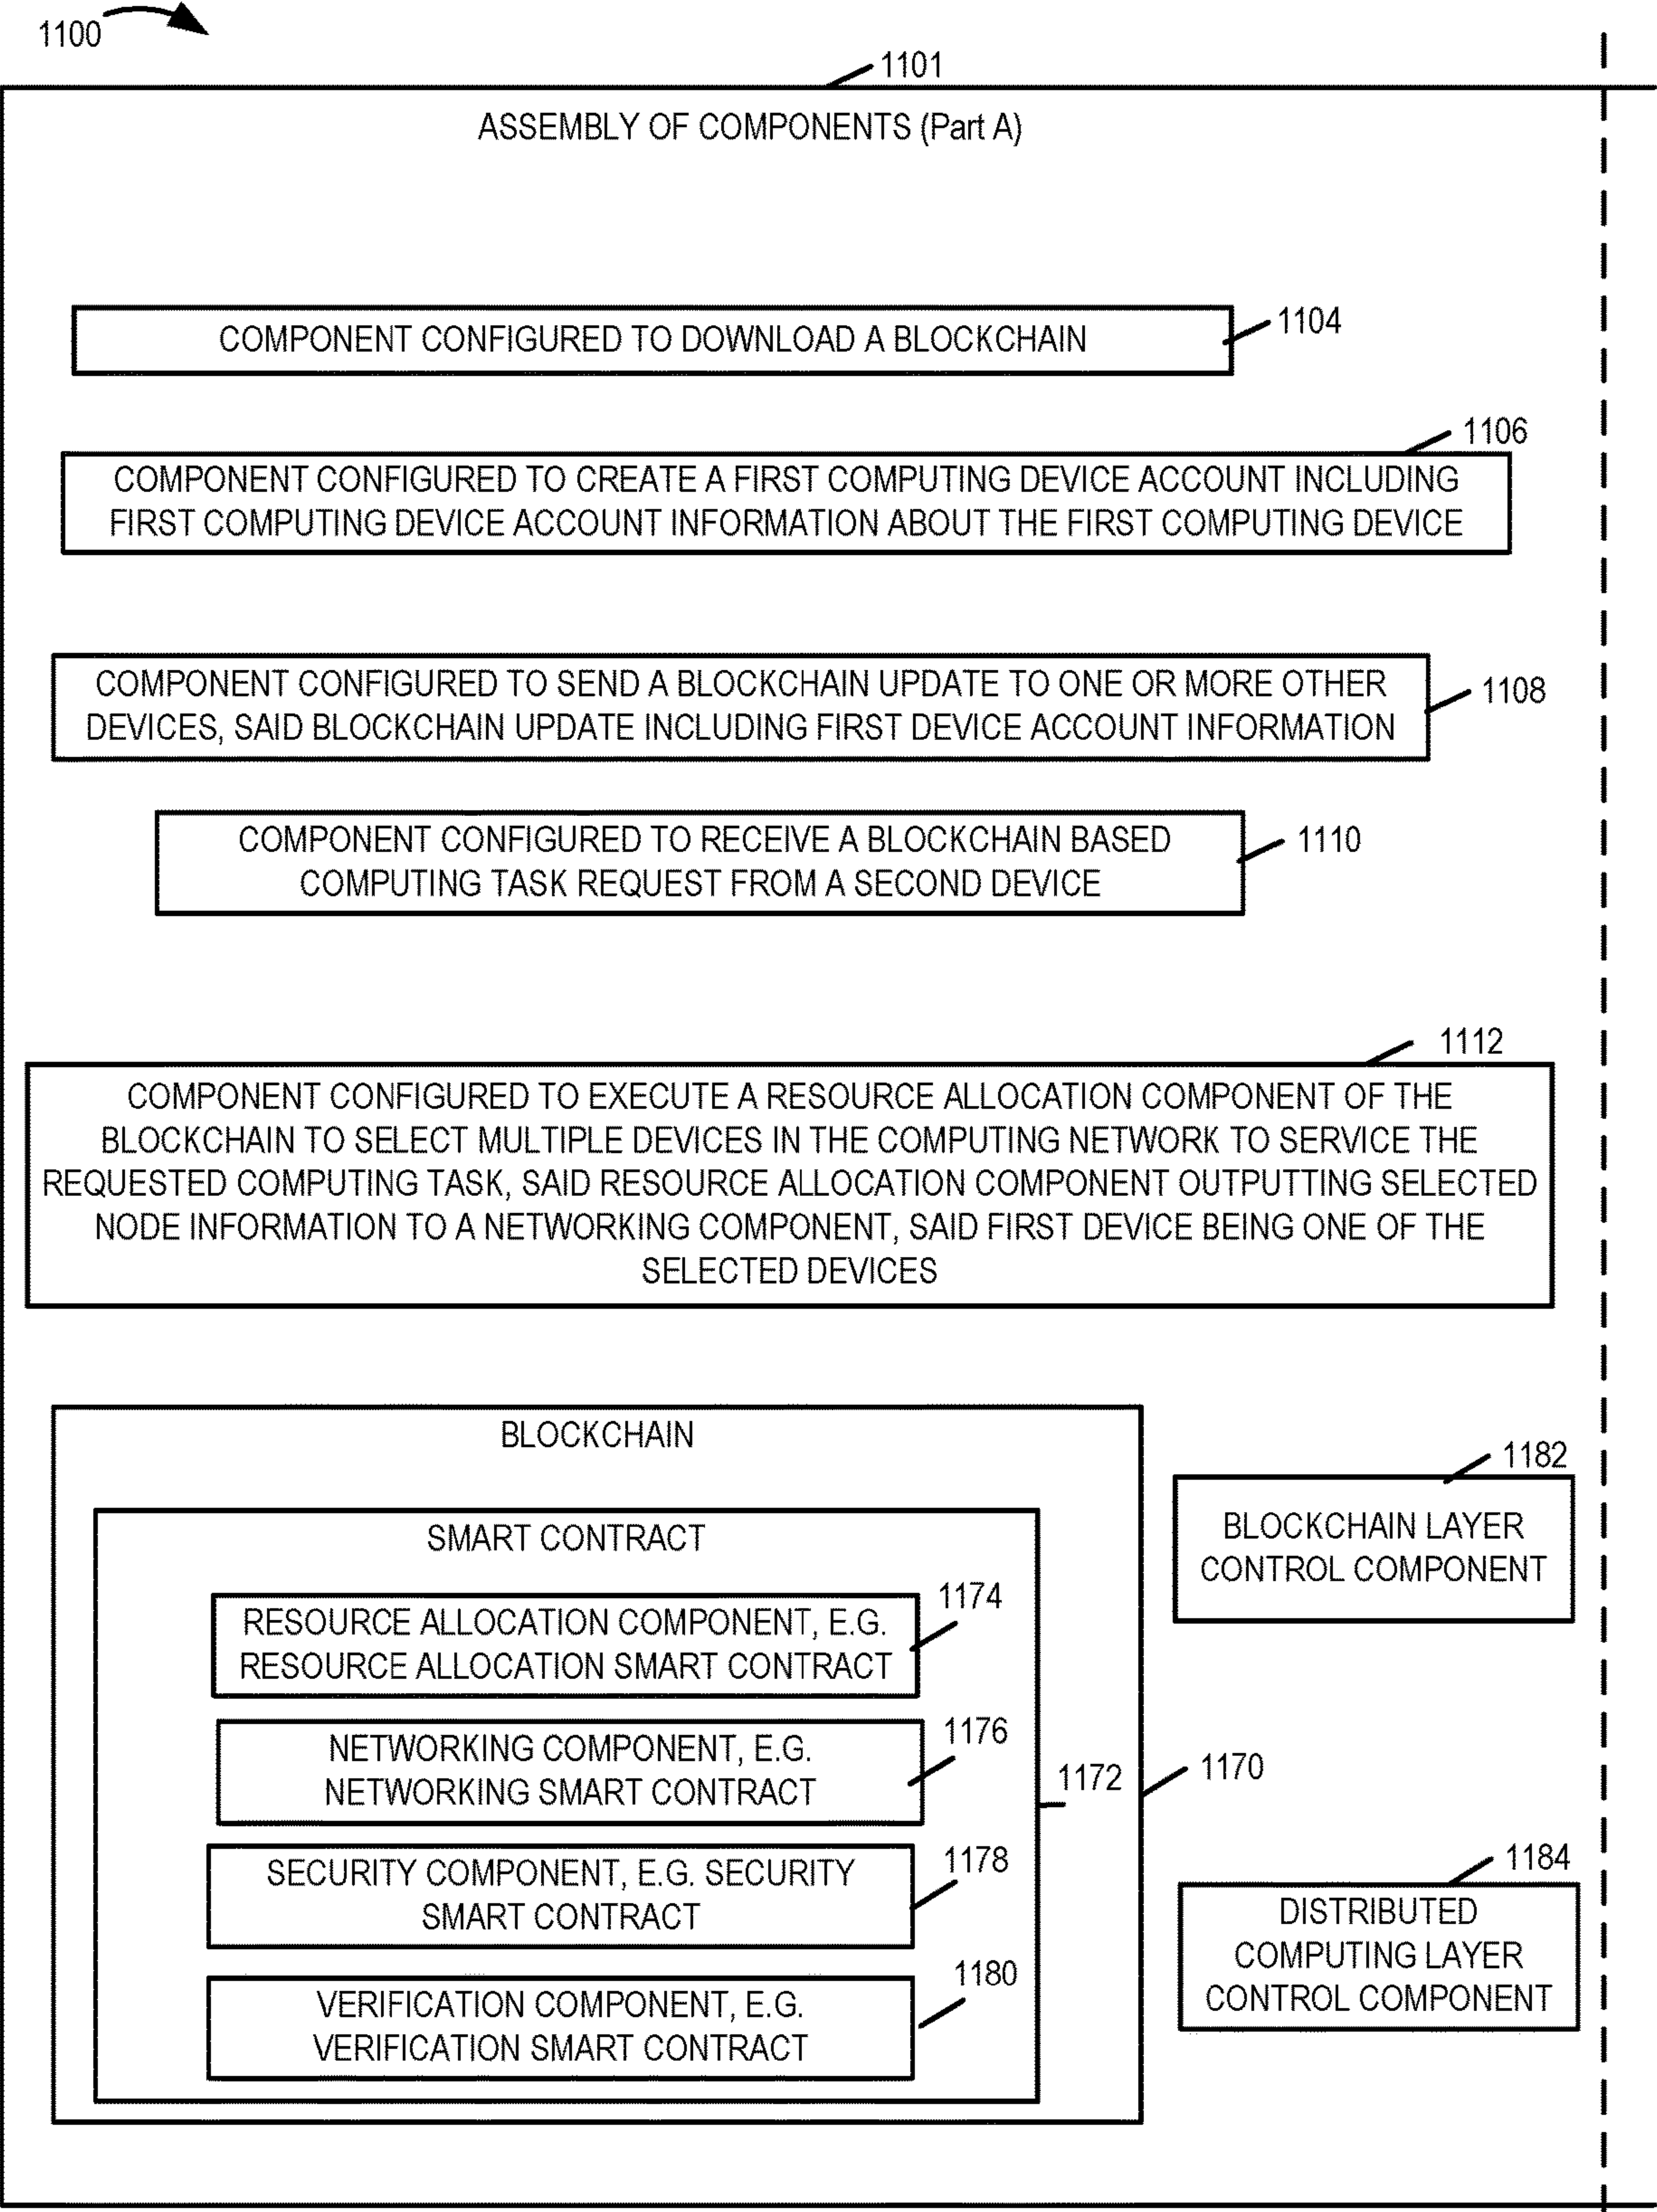 1100
1101
ASSEMBLY OF COMPONENTS (Part A)
COMPONENT CONFIGURED TO DOWNLOAD A BLOCKCHAIN
1104
1106
COMPONENT CONFIGURED TO CREATE A FIRST COMPUTING DEVICE ACCOUNT INCLUDING
FIRST COMPUTING DEVICE ACCOUNT INFORMATION ABOUT THE FIRST COMPUTING DEVICE
COMPONENT CONFIGURED TO SEND A BLOCKCHAIN UPDATE TO ONE OR MORE OTHER
DEVICES, SAID BLOCKCHAIN UPDATE INCLUDING FIRST DEVICE ACCOUNT INFORMATION
1108
COMPONENT CONFIGURED TO RECEIVE A BLOCKCHAIN BASED
COMPUTING TASK REQUEST FROM A SECOND DEVICE
1110
1112
COMPONENT CONFIGURED TO EXECUTE A RESOURCE ALLOCATION COMPONENT OF THE
BLOCKCHAIN TO SELECT MULTIPLE DEVICES IN THE COMPUTING NETWORK TO SERVICE THE
REQUESTED COMPUTING TASK, SAID RESOURCE ALLOCATION COMPONENT OUTPUTTING SELECTED
NODE INFORMATION TO A NETWORKING COMPONENT, SAID FIRST DEVICE BEING ONE OF THE
SELECTED DEVICES
BLOCKCHAIN
SMART CONTRACT
1174
RESOURCE ALLOCATION COMPONENT, E.G.
RESOURCE ALLOCATION SMART CONTRACT
1176
NETWORKING COMPONENT, E.G.
NETWORKING SMART CONTRACT
1178
SECURITY COMPONENT, E.G. SECURITY
SMART CONTRACT
1180
VERIFICATION COMPONENT, E.G.
VERIFICATION SMART CONTRACT
1172
1170
1182
BLOCKCHAIN LAYER
CONTROL COMPONENT
1184
DISTRIBUTED
COMPUTING LAYER
CONTROL COMPONENT